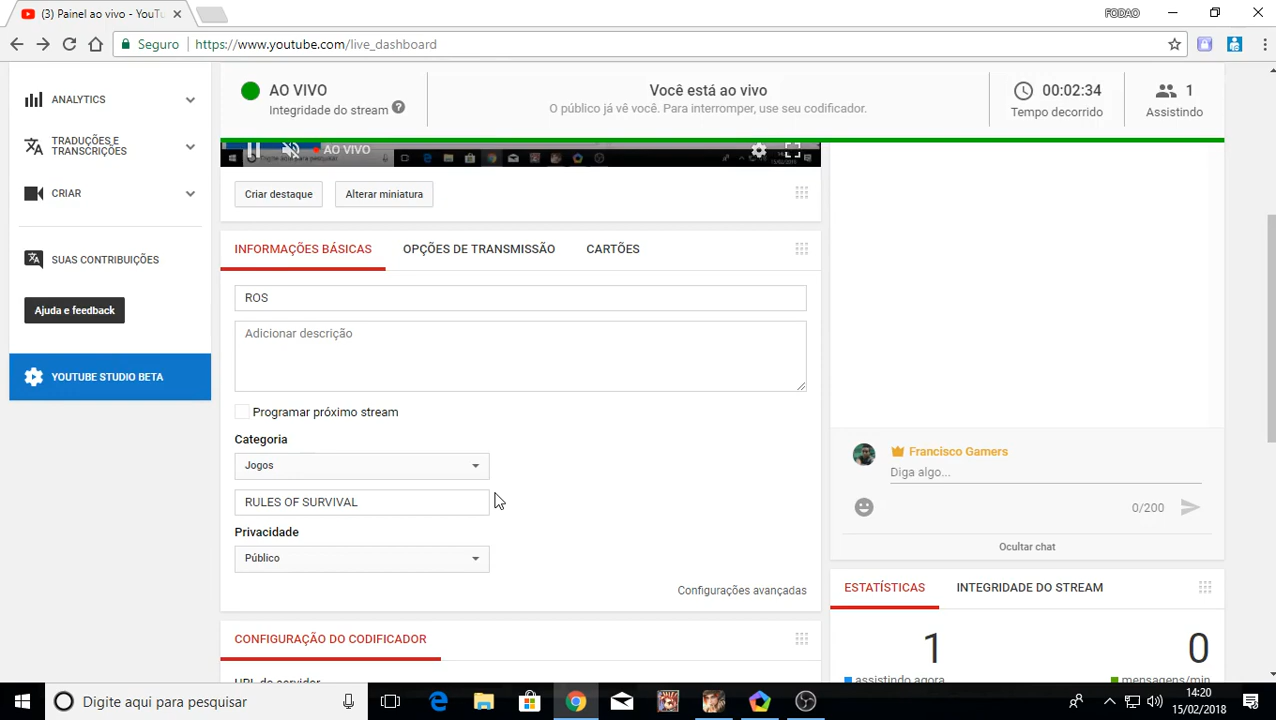 (3) Painel ao vivo - YouTu
FODAO
Seguro
https://www.youtube.com/live_dashboard
ANALYTICS
TRADUÇÕES E
TRANSCRIÇÕES
CRIAR
SUAS CONTRIBUIÇÕES
Ajuda e feedback
YOUTUBE STUDIO BETA
AO VIVO
Integridade do stream ?
Você está ao vivo
O público já vê você. Para interromper, use seu codificador.
00:02:34
Tempo decorrido
1
Assistindo
AO VIVO
Criar destaque
Alterar miniatura
INFORMAÇÕES BÁSICAS
OPÇÕES DE TRANSMISSÃO
CARTÕES
ROS
Adicionar descrição
Programar próximo stream
Categoria
Jogos
RULES OF SURVIVAL
Privacidade
Público
Configurações avançadas
CONFIGURAÇÃO DO CODIFICADOR
URL do servidor
Francisco Gamers
Diga algo...
0/200
Ocultar chat
ESTATÍSTICAS
INTEGRIDADE DO STREAM
1
0
assistindo agora
mensagens/min
Digite aqui para pesquisar
14:20
15/02/2018